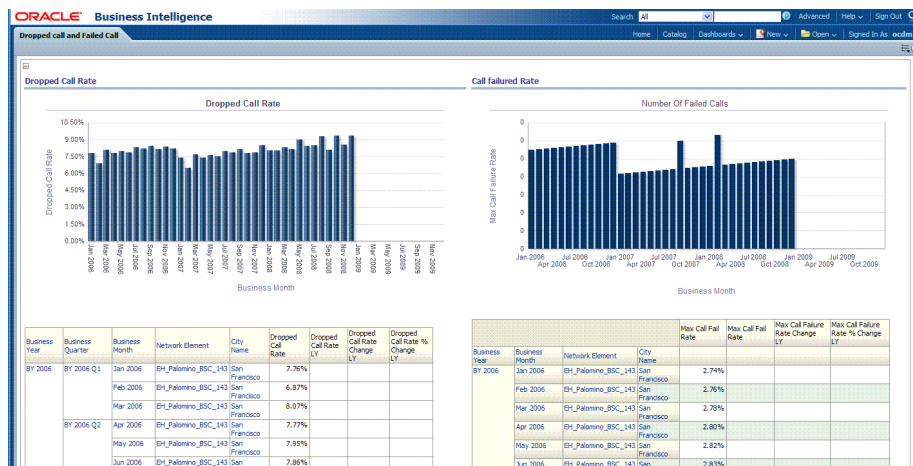 ORACLE Business Intelligence
Search All Advanced Help Sign Out
Dropped call and Failed Call
Home Catalog Dashboards New Open Signed In As ocdm
Dropped Call Rate
Dropped Call Rate
10.50%
9.00%
7.50%
6.00%
4.50%
3.00%
1.50%
0.00%
Dropped Call Rate
Jan 2006 Mar 2006 May 2006 Jul 2006 Sep 2006 Nov 2006 Jan 2007 Mar 2007 May 2007 Jul 2007 Sep 2007 Nov 2007 Jan 2008 Mar 2008 May 2008 Jul 2008 Sep 2008 Nov 2008 Jan 2009 Mar 2009 May 2009 Jul 2009 Sep 2009 Nov 2009
Business Month
Call failured Rate
Number Of Failed Calls
0
0
0
0
0
0
0
0
Max Call Failure Rate
Jan 2006 Jul 2006 Jan 2007 Jul 2007 Jan 2008 Jul 2008 Jan 2009 Jul 2009
Apr 2006 Oct 2006 Apr 2007 Oct 2007 Apr 2008 Oct 2008 Apr 2009 Oct 2009
Business Month
Business Year Business Quarter Business Month Network Element City Name Dropped Call Rate Dropped Call Rate LY Dropped Call Rate Change LY Dropped Call Rate % Change LY
BY 2006 BY 2006 Q1 Jan 2006 EH_Palomino_BSC_143 San Francisco 7.76%
Feb 2006 EH_Palomino_BSC_143 San Francisco 6.87%
Mar 2006 EH_Palomino_BSC_143 San Francisco 8.07%
BY 2006 Q2 Apr 2006 EH_Palomino_BSC_143 San Francisco 7.77%
May 2006 EH_Palomino_BSC_143 San Francisco 7.95%
Jun 2006 EH_Palomino_BSC_143 San 7.86%
Max Call Fail Rate Max Call Fail Rate Max Call Failure Rate Change LY Max Call Failure Rate % Change LY
Business Year Business Month Network Element City Name
BY 2006 Jan 2006 EH_Palomino_BSC_143 San Francisco 2.74%
Feb 2006 EH_Palomino_BSC_143 San Francisco 2.76%
Mar 2006 EH_Palomino_BSC_143 San Francisco 2.78%
Apr 2006 EH_Palomino_BSC_143 San Francisco 2.80%
May 2006 EH_Palomino_BSC_143 San Francisco 2.82%
Jun 2006 EH_Palomino_BSC_143 San 2.83%